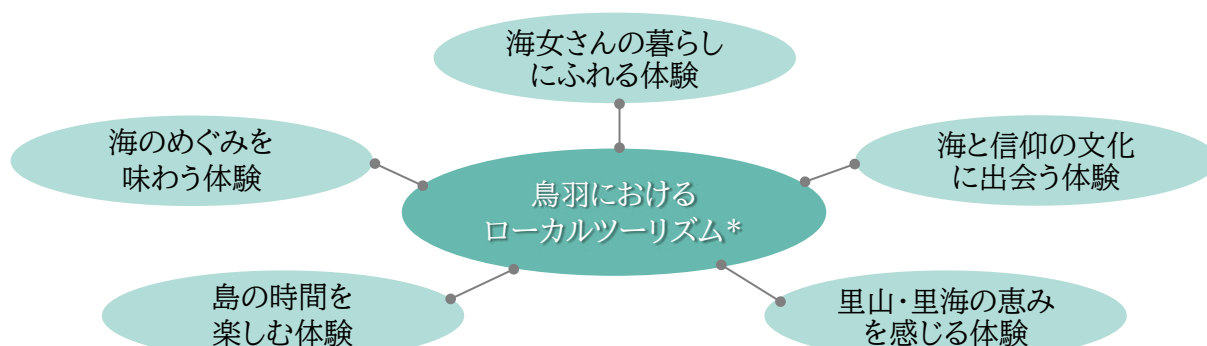 海女さんの暮らし
にふれる体験
海のめぐみを
味わう体験
海と信仰の文化
に出会う体験
鳥羽における
ローカルツーリズム*
島の時間を
楽しむ体験
里山・里海の恵み
を感じる体験